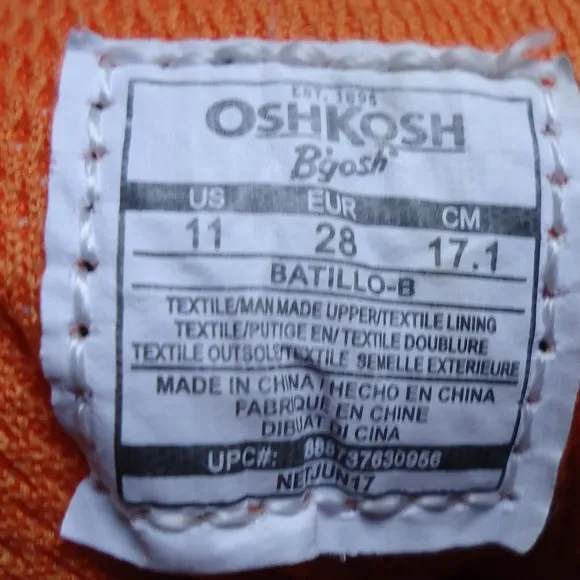 EST. 1895
OSHKOSH
B'gosh
US EUR CM
11 28 17.1
BATILLO-B
TEXTILE/MAN MADE UPPER/TEXTILE LINING
TEXTILE/PUTIGE EN/TEXTILE DOUBLURE
TEXTILE OUTSOLE/TEXTILE SEMELLE EXTERIEURE
MADE IN CHINA / HECHO EN CHINA
FABRIQUE EN CHINE
DIBUAT DI CINA
UPC#: 888737630956
NEIJUN17